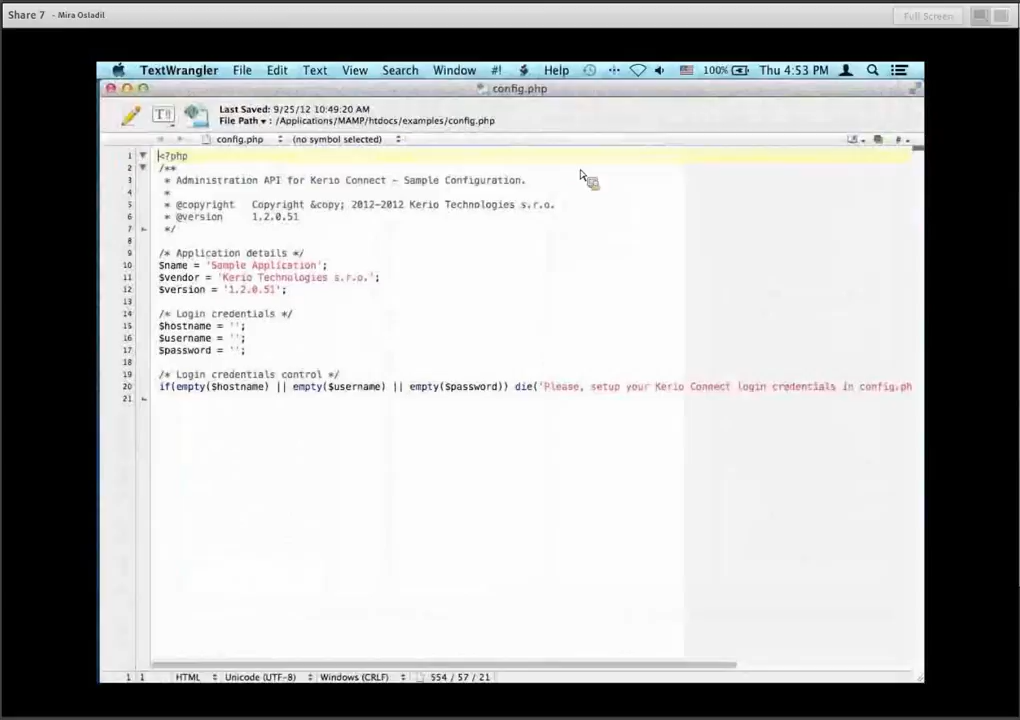 Share 7 - Mira Osladil
Full Screen
TextWrangler File Edit Text View Search Window #! Help 100% Thu 4:53 PM
config.php
Last Saved: 9/25/12 10:49:20 AM
File Path ▾ : /Applications/MAMP/htdocs/examples/config.php
config.php (no symbol selected)
1 <?php
2 /**
3 * Administration API for Kerio Connect - Sample Configuration.
4 *
5 * @copyright Copyright &copy; 2012-2012 Kerio Technologies s.r.o.
6 * @version 1.2.0.51
7 */
8
9 /* Application details */
10 $name = 'Sample Application';
11 $vendor = 'Kerio Technologies s.r.o.';
12 $version = '1.2.0.51';
13
14 /* Login credentials */
15 $hostname = '';
16 $username = '';
17 $password = '';
18
19 /* Login credentials control */
20 if(empty($hostname) || empty($username) || empty($password)) die('Please, setup your Kerio Connect login credentials in config.ph
21
1 1 HTML Unicode (UTF-8) Windows (CRLF) 554 / 57 / 21